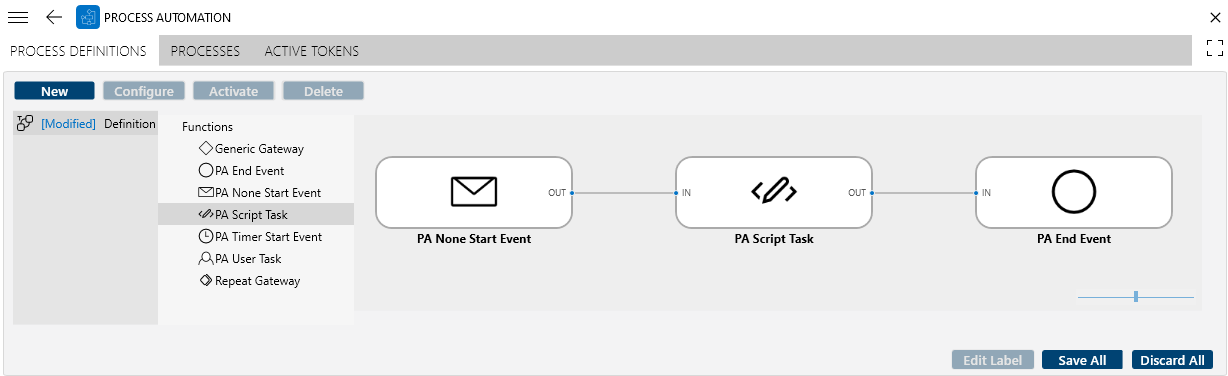 PROCESS AUTOMATION
PROCESS DEFINITIONS PROCESSES ACTIVE TOKENS
New Configure Activate Delete
[Modified] Definition
Functions
Generic Gateway
PA End Event
PA None Start Event
PA Script Task
PA Timer Start Event
PA User Task
Repeat Gateway
OUT IN OUT IN
PA None Start Event PA Script Task PA End Event
Edit Label Save All Discard All